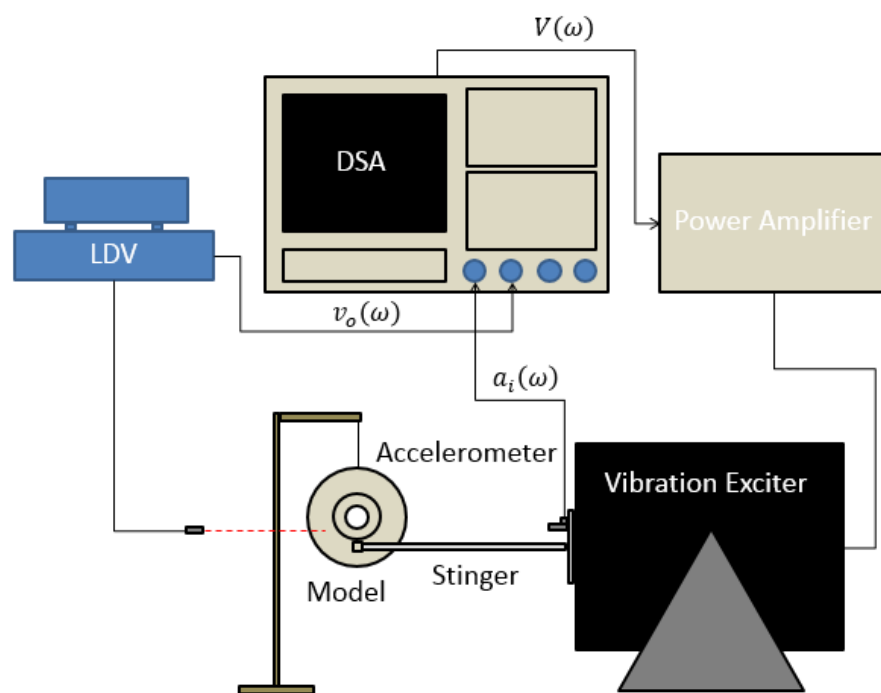 V(ω)
DSA
Power Amplifier
LDV
v_o(ω)
a_i(ω)
Accelerometer
Vibration Exciter
Stinger
Model